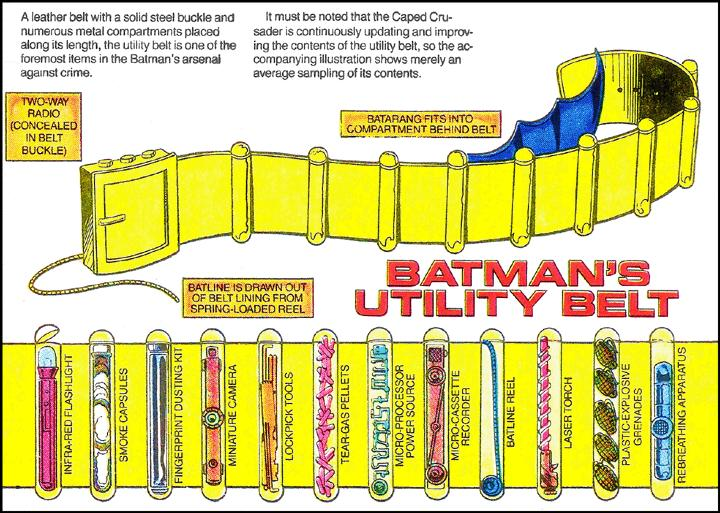 A leather belt with a solid steel buckle and
numerous metal compartments placed
along its length, the utility belt is one of the
foremost items in the Batman's arsenal
against crime.
It must be noted that the Caped Cru-
sader is continuously updating and improv-
ing the contents of the utility belt, so the ac-
companying illustration shows merely an
average sampling of its contents.
TWO-WAY
RADIO
(CONCEALED
IN BELT
BUCKLE)
BATARANG FITS INTO
COMPARTMENT BEHIND BELT
BATLINE IS DRAWN OUT
OF BELT LINING FROM
SPRING-LOADED REEL
BATMAN'S
UTILITY BELT
INFRA-RED FLASHLIGHT
SMOKE CAPSULES
FINGERPRINT DUSTING KIT
MINIATURE CAMERA
LOCKPICK TOOLS
TEAR-GAS PELLETS
MICRO-PROCESSOR
POWER SOURCE
MICRO-CASSETTE
RECORDER
BATLINE REEL
LASER TORCH
PLASTIC-EXPLOSIVE
GRENADES
REBREATHING APPARATUS